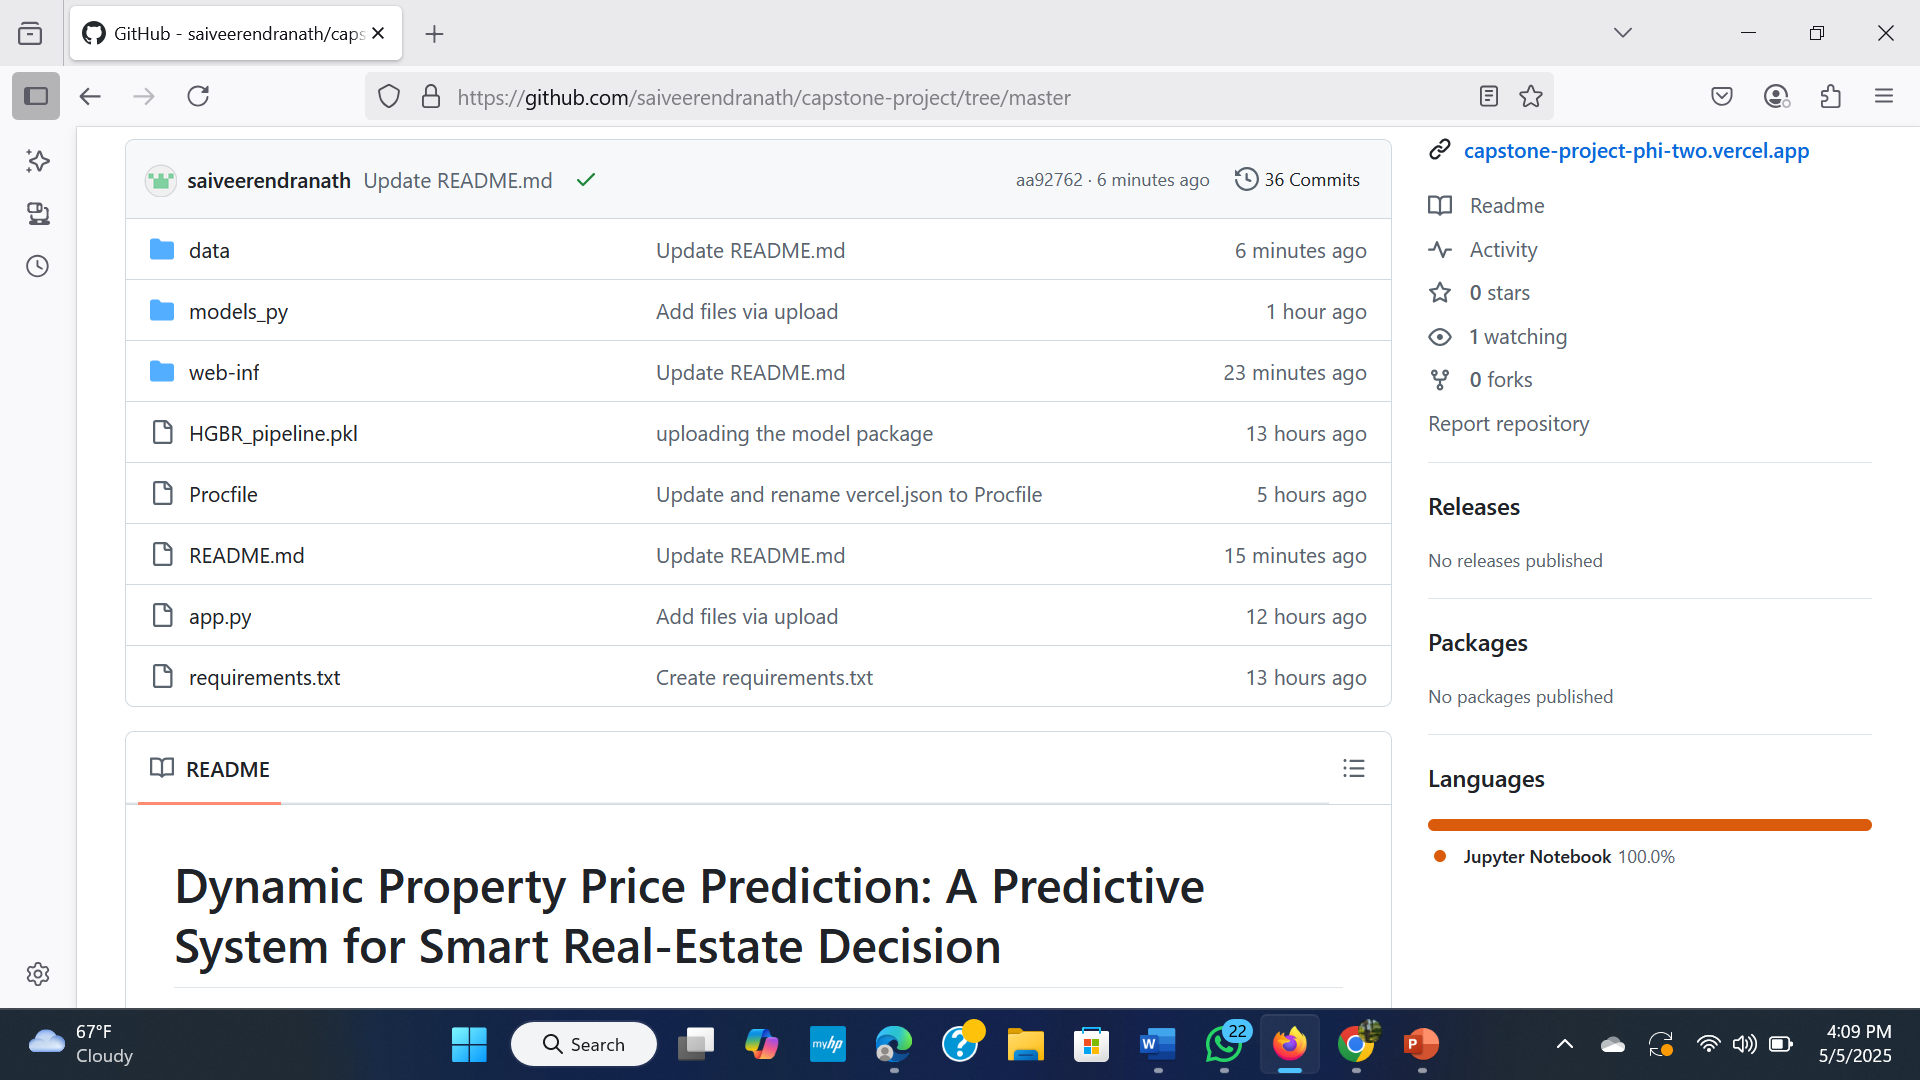 GitHub - saiveerendranath/caps
https://github.com/saiveerendranath/capstone-project/tree/master
saiveerendranath Update README.md aa92762 · 6 minutes ago 36 Commits
data Update README.md 6 minutes ago
models_py Add files via upload 1 hour ago
web-inf Update README.md 23 minutes ago
HGBR_pipeline.pkl uploading the model package 13 hours ago
Procfile Update and rename vercel.json to Procfile 5 hours ago
README.md Update README.md 15 minutes ago
app.py Add files via upload 12 hours ago
requirements.txt Create requirements.txt 13 hours ago
README
Dynamic Property Price Prediction: A Predictive
System for Smart Real-Estate Decision
capstone-project-phi-two.vercel.app
Readme
Activity
0 stars
1 watching
0 forks
Report repository
Releases
No releases published
Packages
No packages published
Languages
Jupyter Notebook 100.0%
67°F
Cloudy
Search
myhp
W
22
P
4:09 PM
5/5/2025